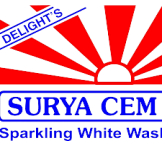 DELIGHT'S
SURYA CEM
Sparkling White Wash